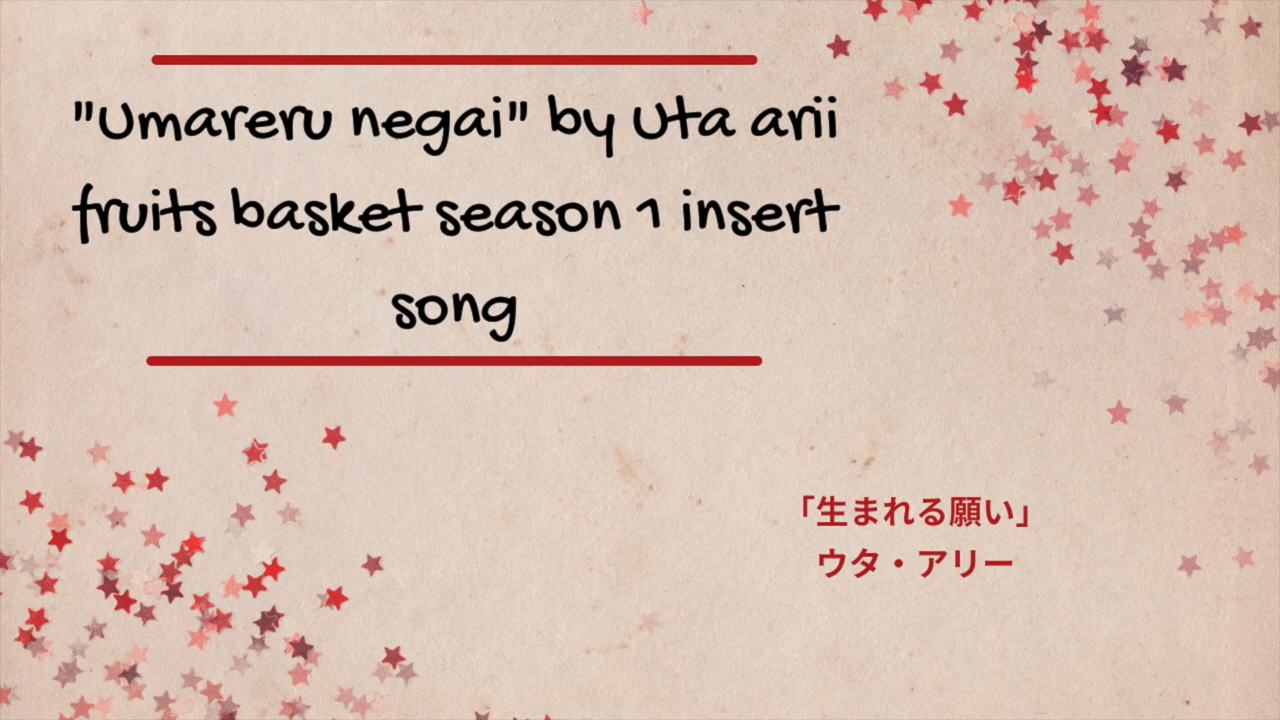 "Umareru negai" by Uta arii
fruits basket season 1 insert
song
「生まれる願い」
ウタ・アリー